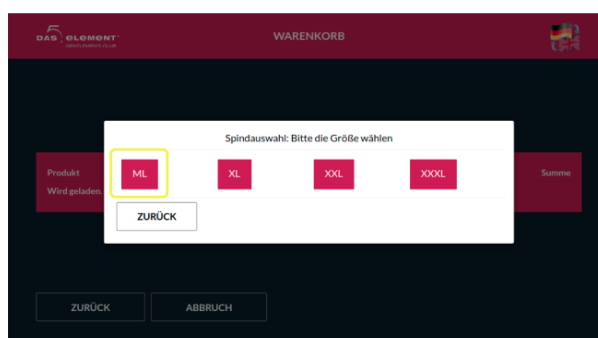 DAS 5 ELEMENT
WARENKORB
Spindauswahl: Bitte die Größe wählen
Produkt
Summe
ML
XL
XXL
XXXL
Wird geladen.
ZURÜCK
ZURÜCK
ABBRUCH